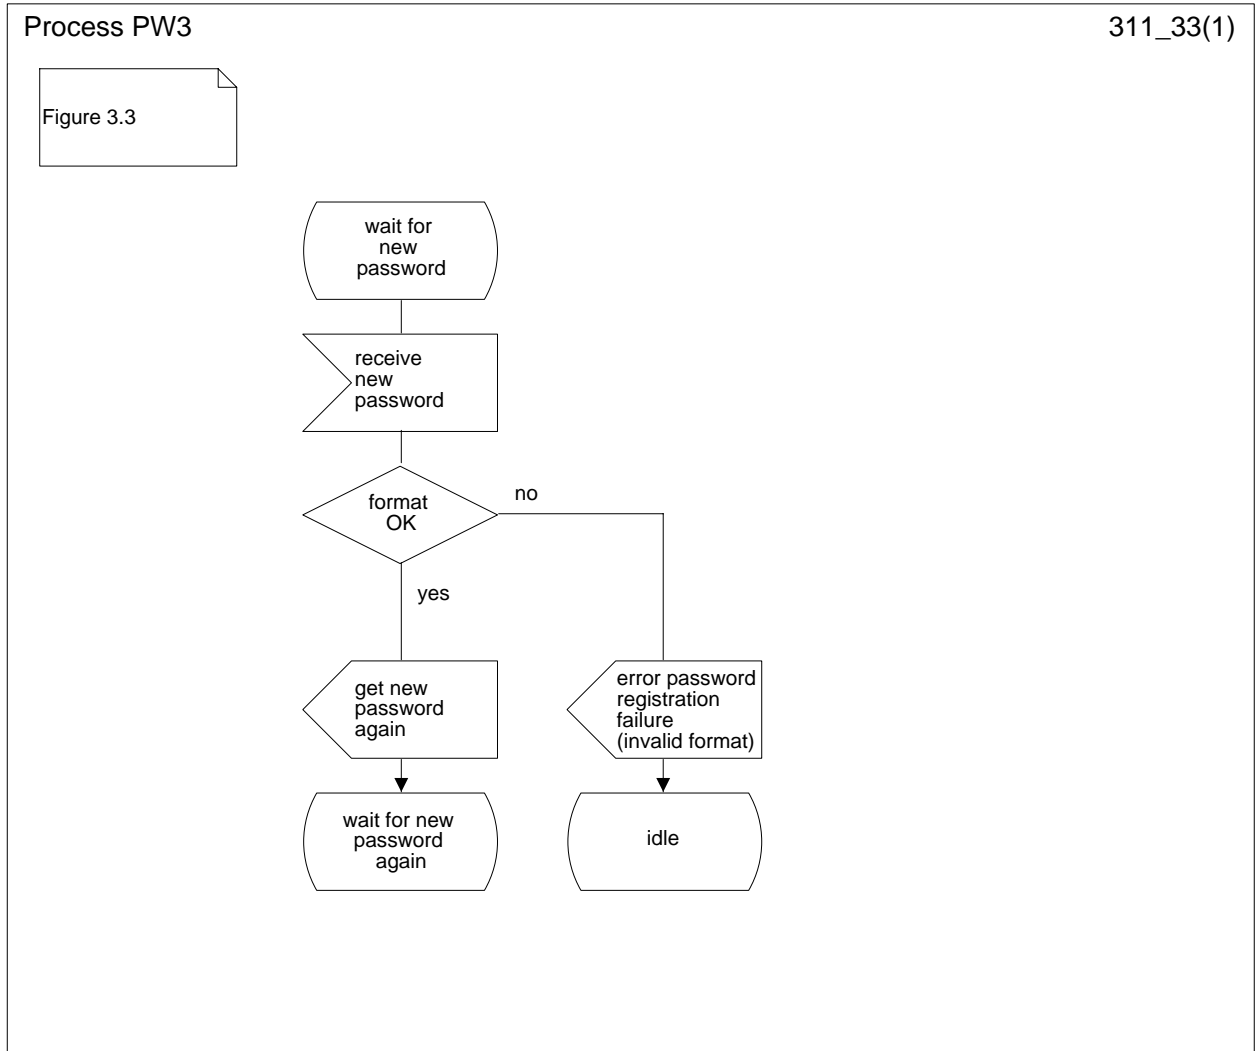 Process PW3
311_33(1)
Figure 3.3
wait for
new
password
receive
new
password
format
OK
no
yes
get new
password
again
error password
registration
failure
(invalid format)
wait for new
password
again
idle